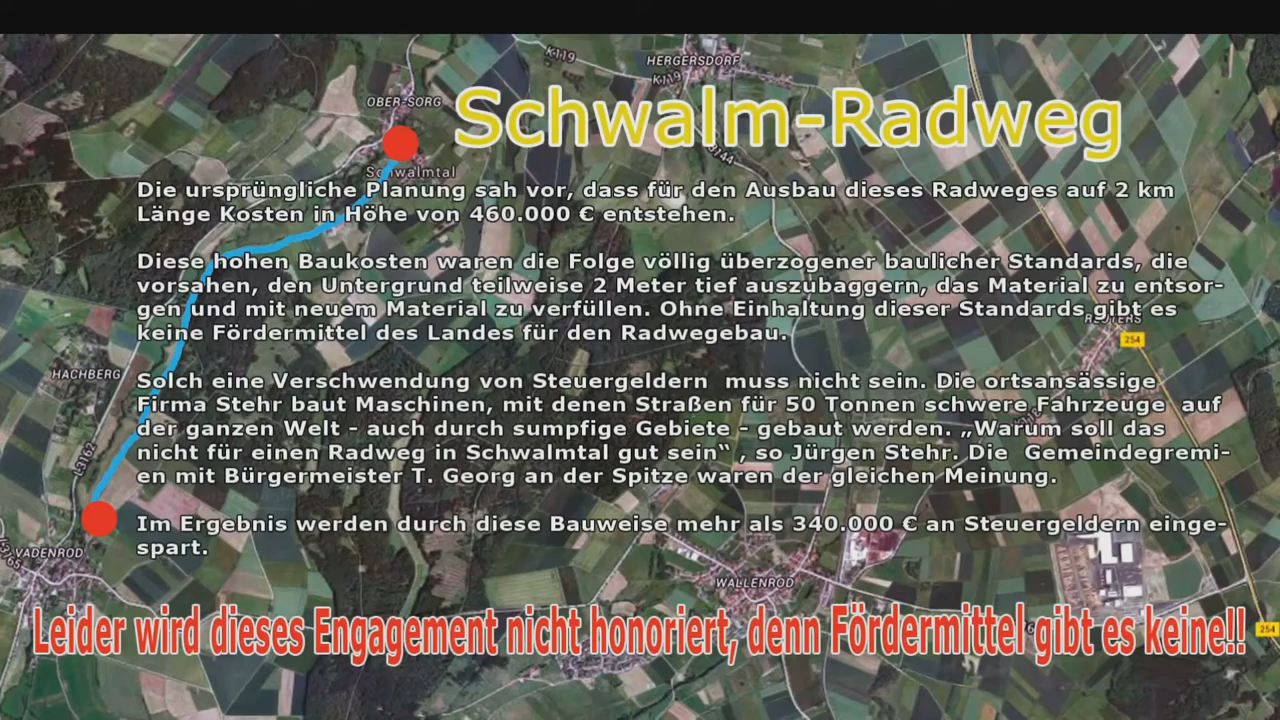 K119
HERGERSDORF
K119
OBER-SORG
Schwalm-Radweg
Schwalmtal
Die ursprüngliche Planung sah vor, dass für den Ausbau dieses Radweges auf 2 km
Länge Kosten in Höhe von 460.000 € entstehen.
Diese hohen Baukosten waren die Folge völlig überzogener baulicher Standards, die
vorsahen, den Untergrund teilweise 2 Meter tief auszubaggern, das Material zu entsor-
gen und mit neuem Material zu verfüllen. Ohne Einhaltung dieser Standards gibt es
keine Fördermittel des Landes für den Radwegebau.
REUTERS
254
HACHBERG
Solch eine Verschwendung von Steuergeldern muss nicht sein. Die ortsansässige
Firma Stehr baut Maschinen, mit denen Straßen für 50 Tonnen schwere Fahrzeuge auf
der ganzen Welt - auch durch sumpfige Gebiete - gebaut werden. „Warum soll das
nicht für einen Radweg in Schwalmtal gut sein“ , so Jürgen Stehr. Die Gemeindegremi-
en mit Bürgermeister T. Georg an der Spitze waren der gleichen Meinung.
L3162
Im Ergebnis werden durch diese Bauweise mehr als 340.000 € an Steuergeldern einge-
spart.
VADENROD
L3165
WALLENROD
Leider wird dieses Engagement nicht honoriert, denn Fördermittel gibt es keine!!
254